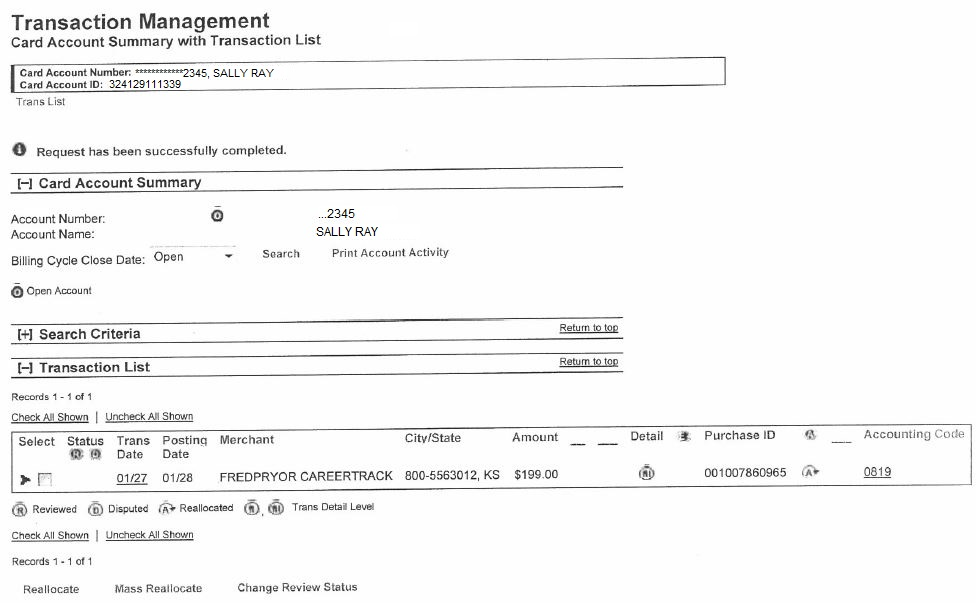 Transaction Management
Card Account Summary with Transaction List
Card Account Number: ************2345, SALLY RAY
Card Account ID: 324129111339
Trans List
Request has been successfully completed.
[–] Card Account Summary
Account Number: ...2345
Account Name: SALLY RAY
Billing Cycle Close Date: Open Search Print Account Activity
Open Account
[+] Search Criteria Return to top
[–] Transaction List Return to top
Records 1 - 1 of 1
Check All Shown | Uncheck All Shown
Select Status Trans Date Posting Date Merchant City/State Amount Detail Purchase ID Accounting Code
01/27 01/28 FREDPRYOR CAREERTRACK 800-5563012, KS $199.00 001007860965 A 0819
R Reviewed D Disputed A Reallocated , Trans Detail Level
Check All Shown | Uncheck All Shown
Records 1 - 1 of 1
Reallocate Mass Reallocate Change Review Status